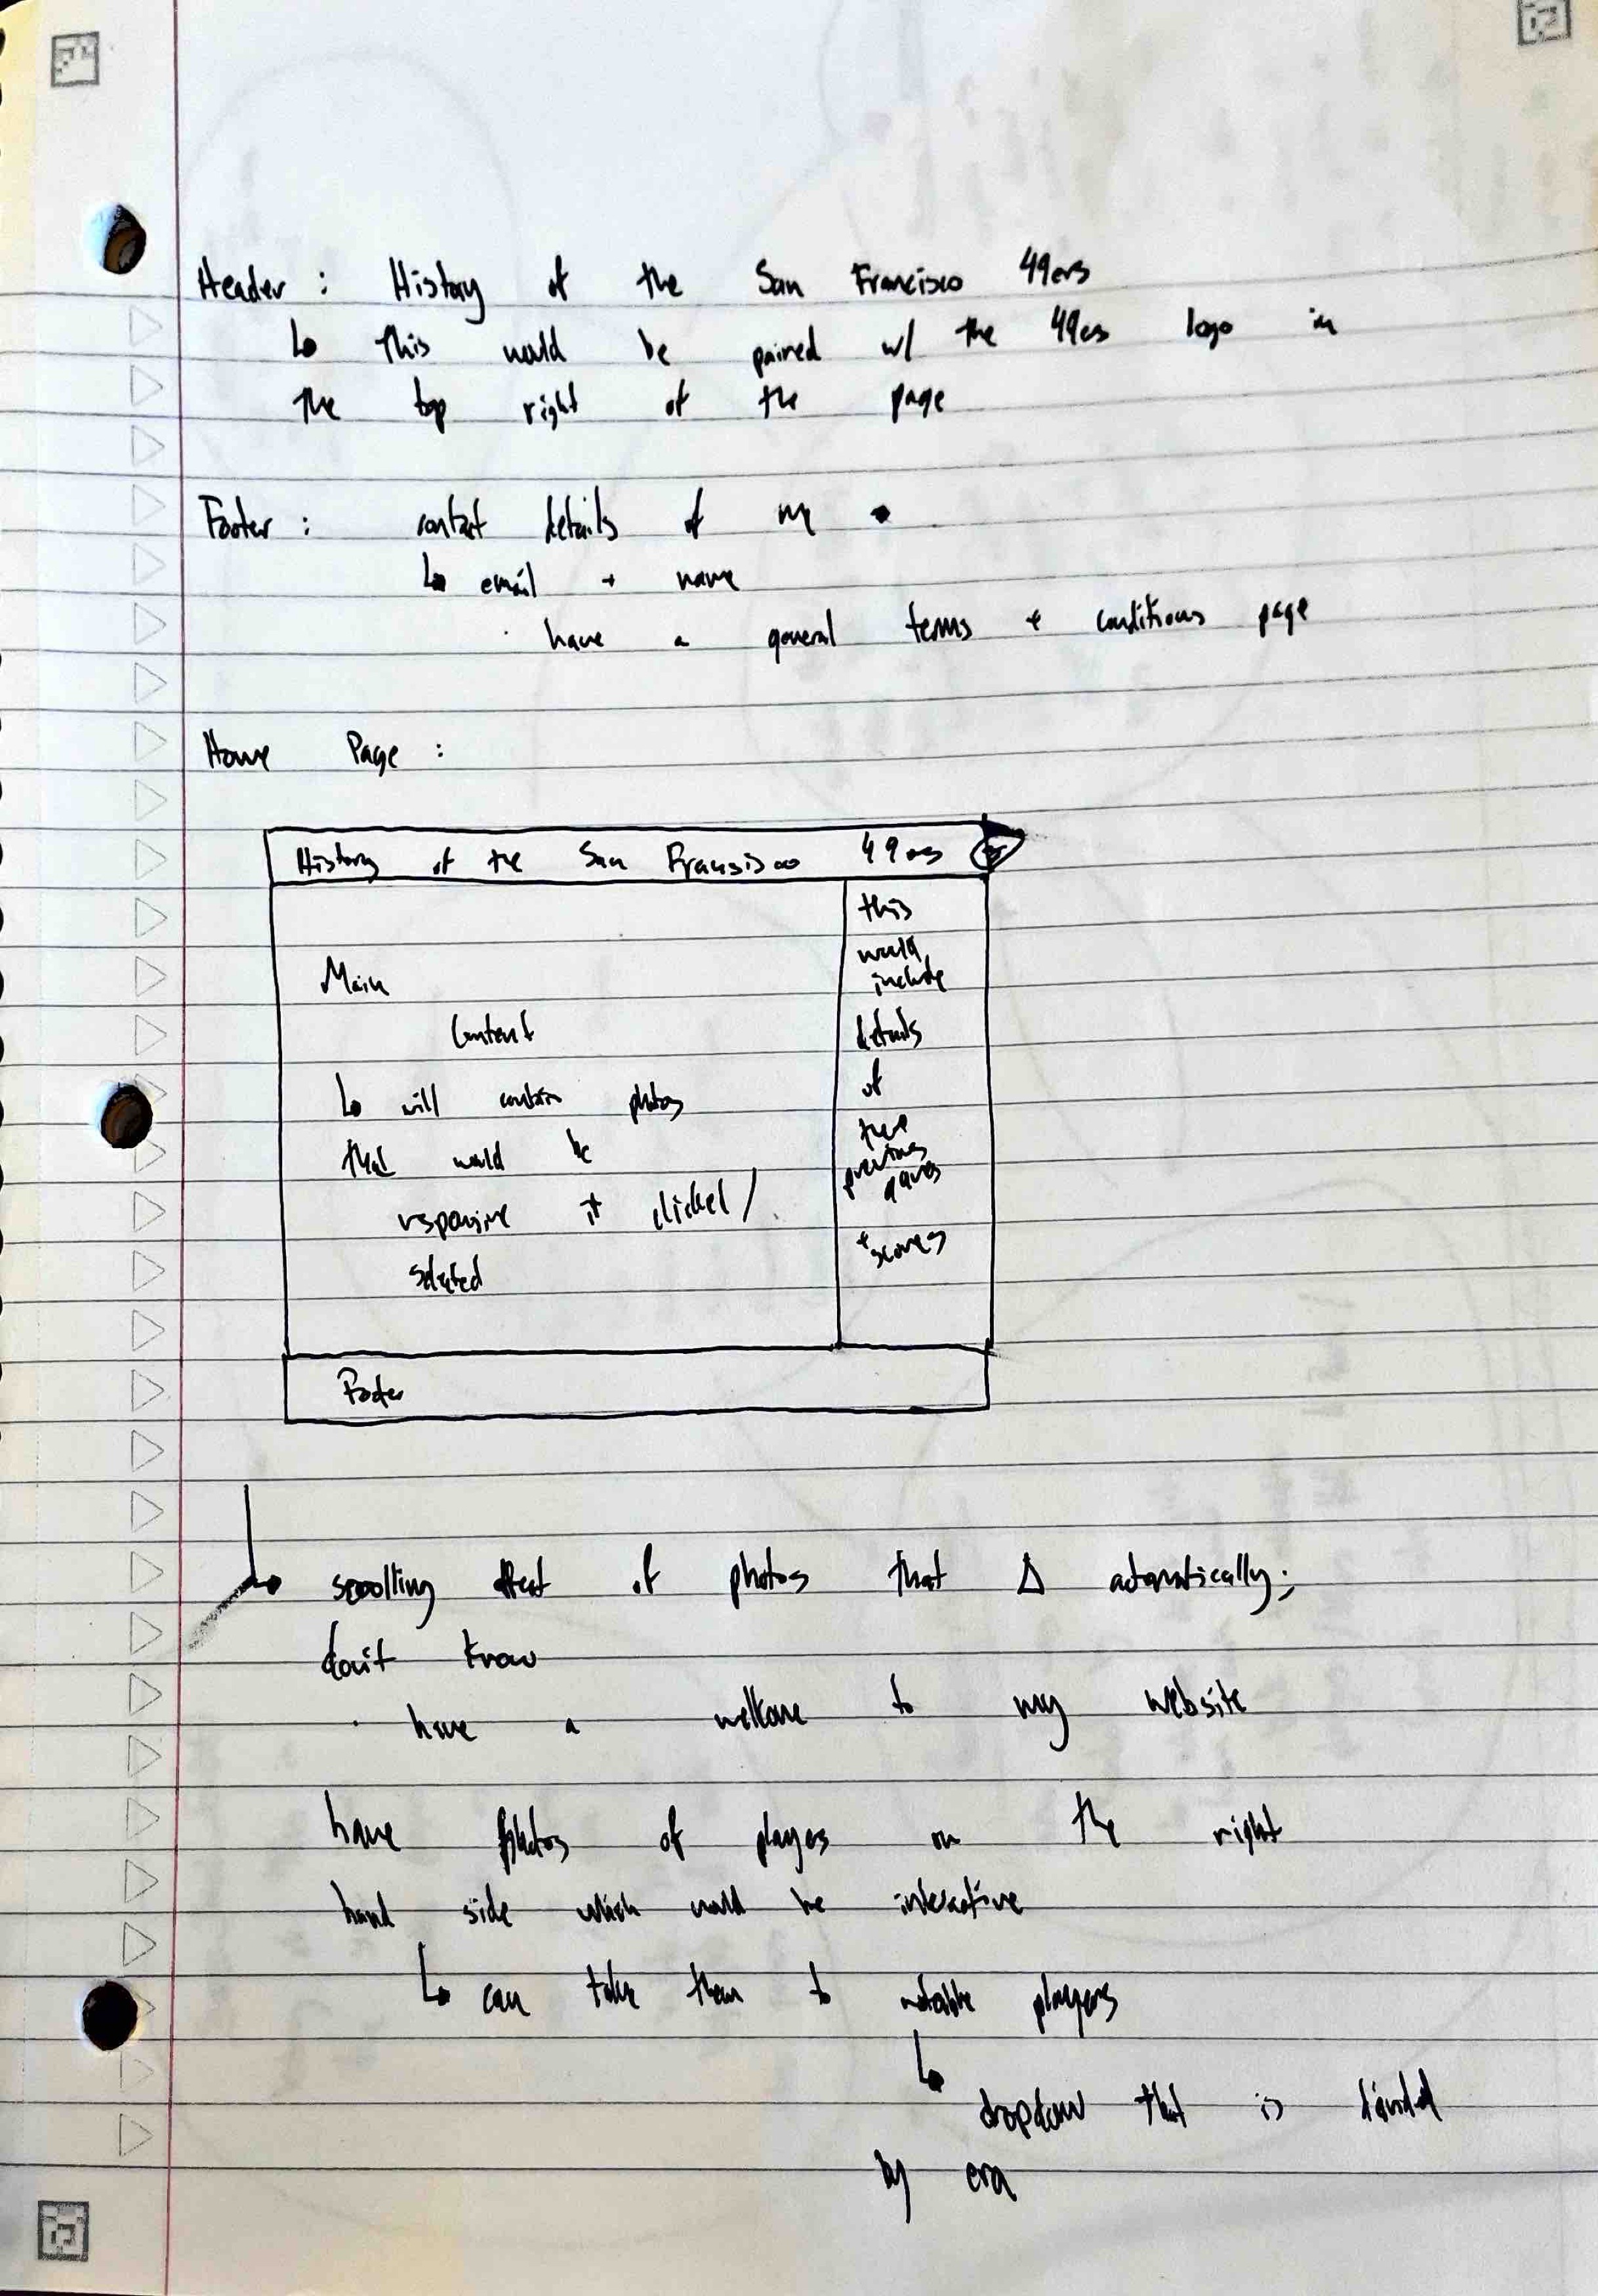 Header : History of the San Francisco 49ers
↳ this would be paired w/ the 49ers logo in
the top right of the page
Footer : contact details of me
↳ email + name
· have a general terms + conditions page
Home Page :
History of the San Fransisco 49ers
this
would
include
details
of
previous
games
+ scores
Main
Content
↳ will contain photos
that would be
responsive if clicked /
selected
Footer
↳ scrolling effect of photos that Δ automatically;
don't know
· have a welcome to my website
have photos of players on the right
hand side which would be interactive
↳ can take them to notable players
↳ dropdown that is divided
by era